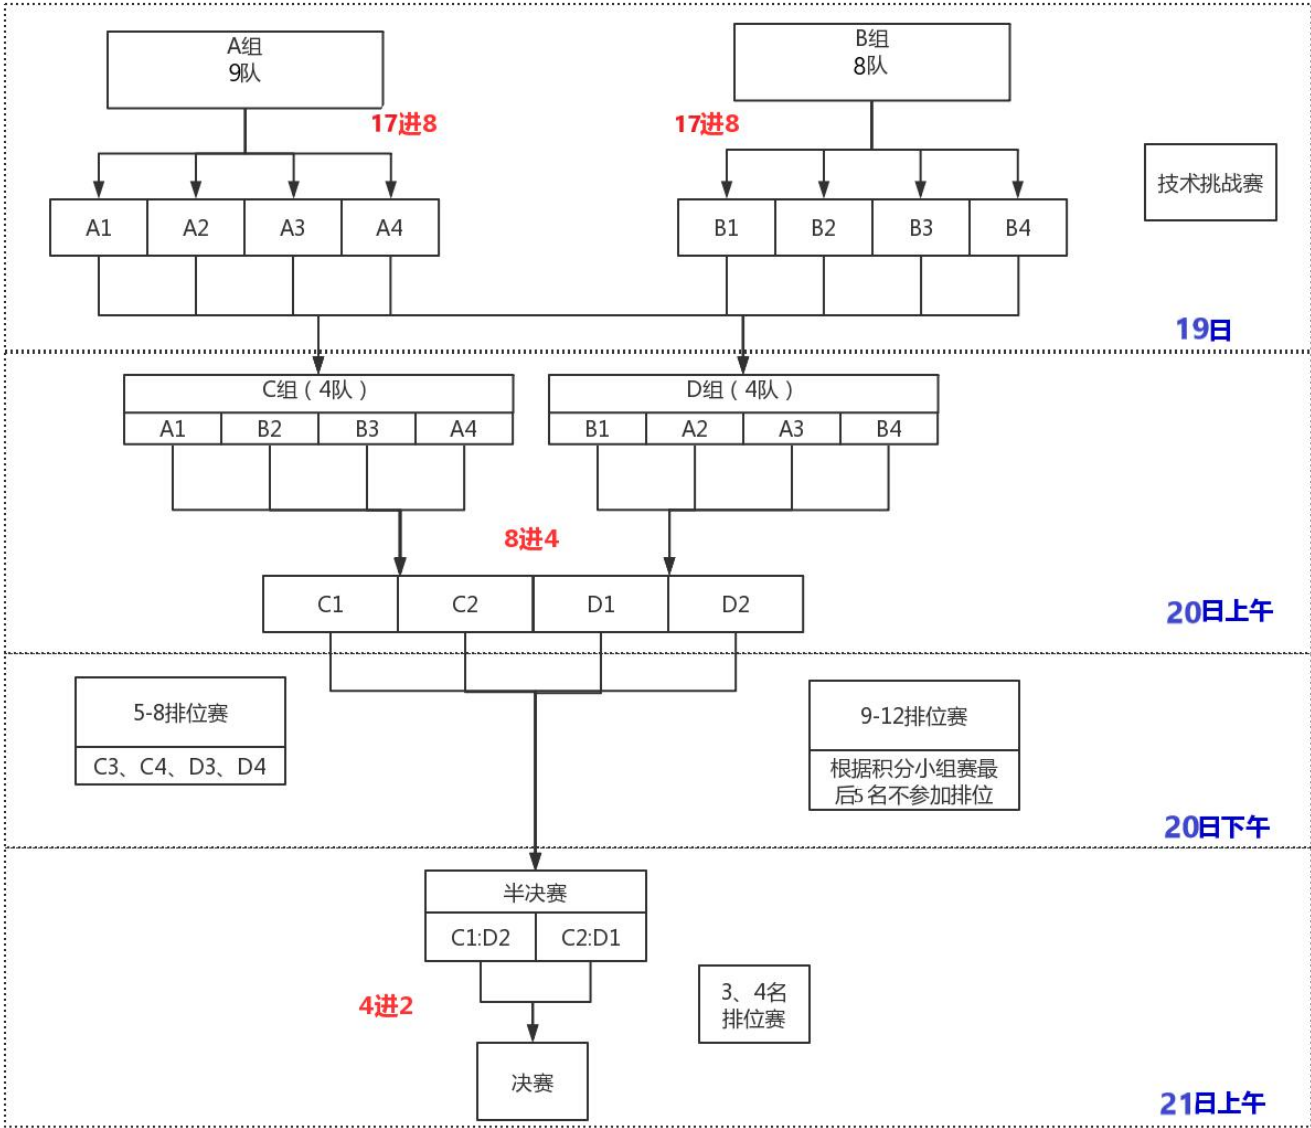 A组
9队
B组
8队
17进8
17进8
技术挑战赛
A1
A2
A3
A4
B1
B2
B3
B4
19日
C组（4队）
D组（4队）
A1
B2
B3
A4
B1
A2
A3
B4
8进4
C1
C2
D1
D2
20日上午
5-8排位赛
C3、C4、D3、D4
9-12排位赛
根据积分小组赛最
后5 名不参加排位
20日下午
半决赛
C1:D2
C2:D1
4进2
3、4名
排位赛
决赛
21日上午